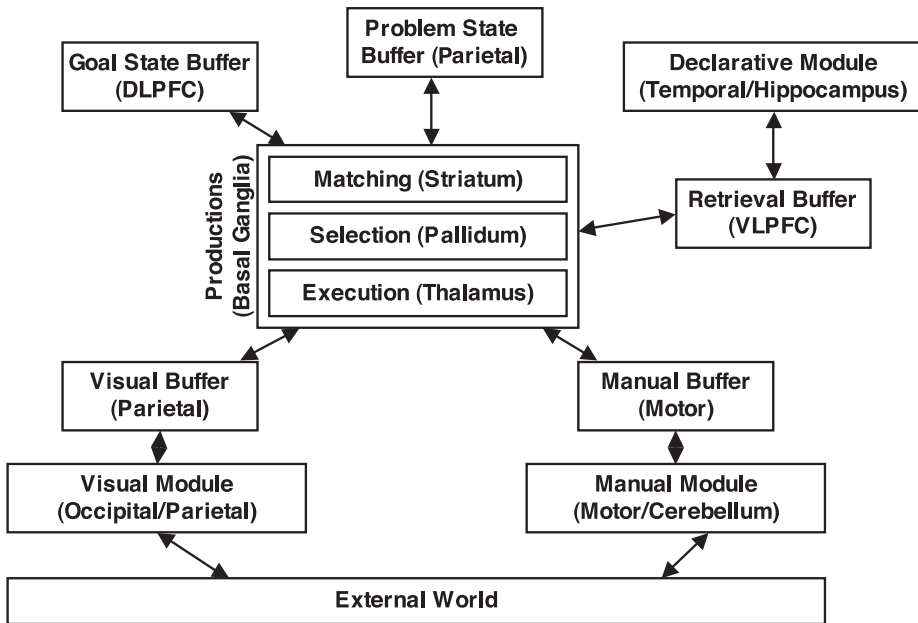 Problem State
Buffer (Parietal)
Goal State Buffer
(DLPFC)
Declarative Module
(Temporal/Hippocampus)
Productions
(Basal Ganglia)
Matching (Striatum)
Selection (Pallidum)
Execution (Thalamus)
Retrieval Buffer
(VLPFC)
Visual Buffer
(Parietal)
Manual Buffer
(Motor)
Visual Module
(Occipital/Parietal)
Manual Module
(Motor/Cerebellum)
External World